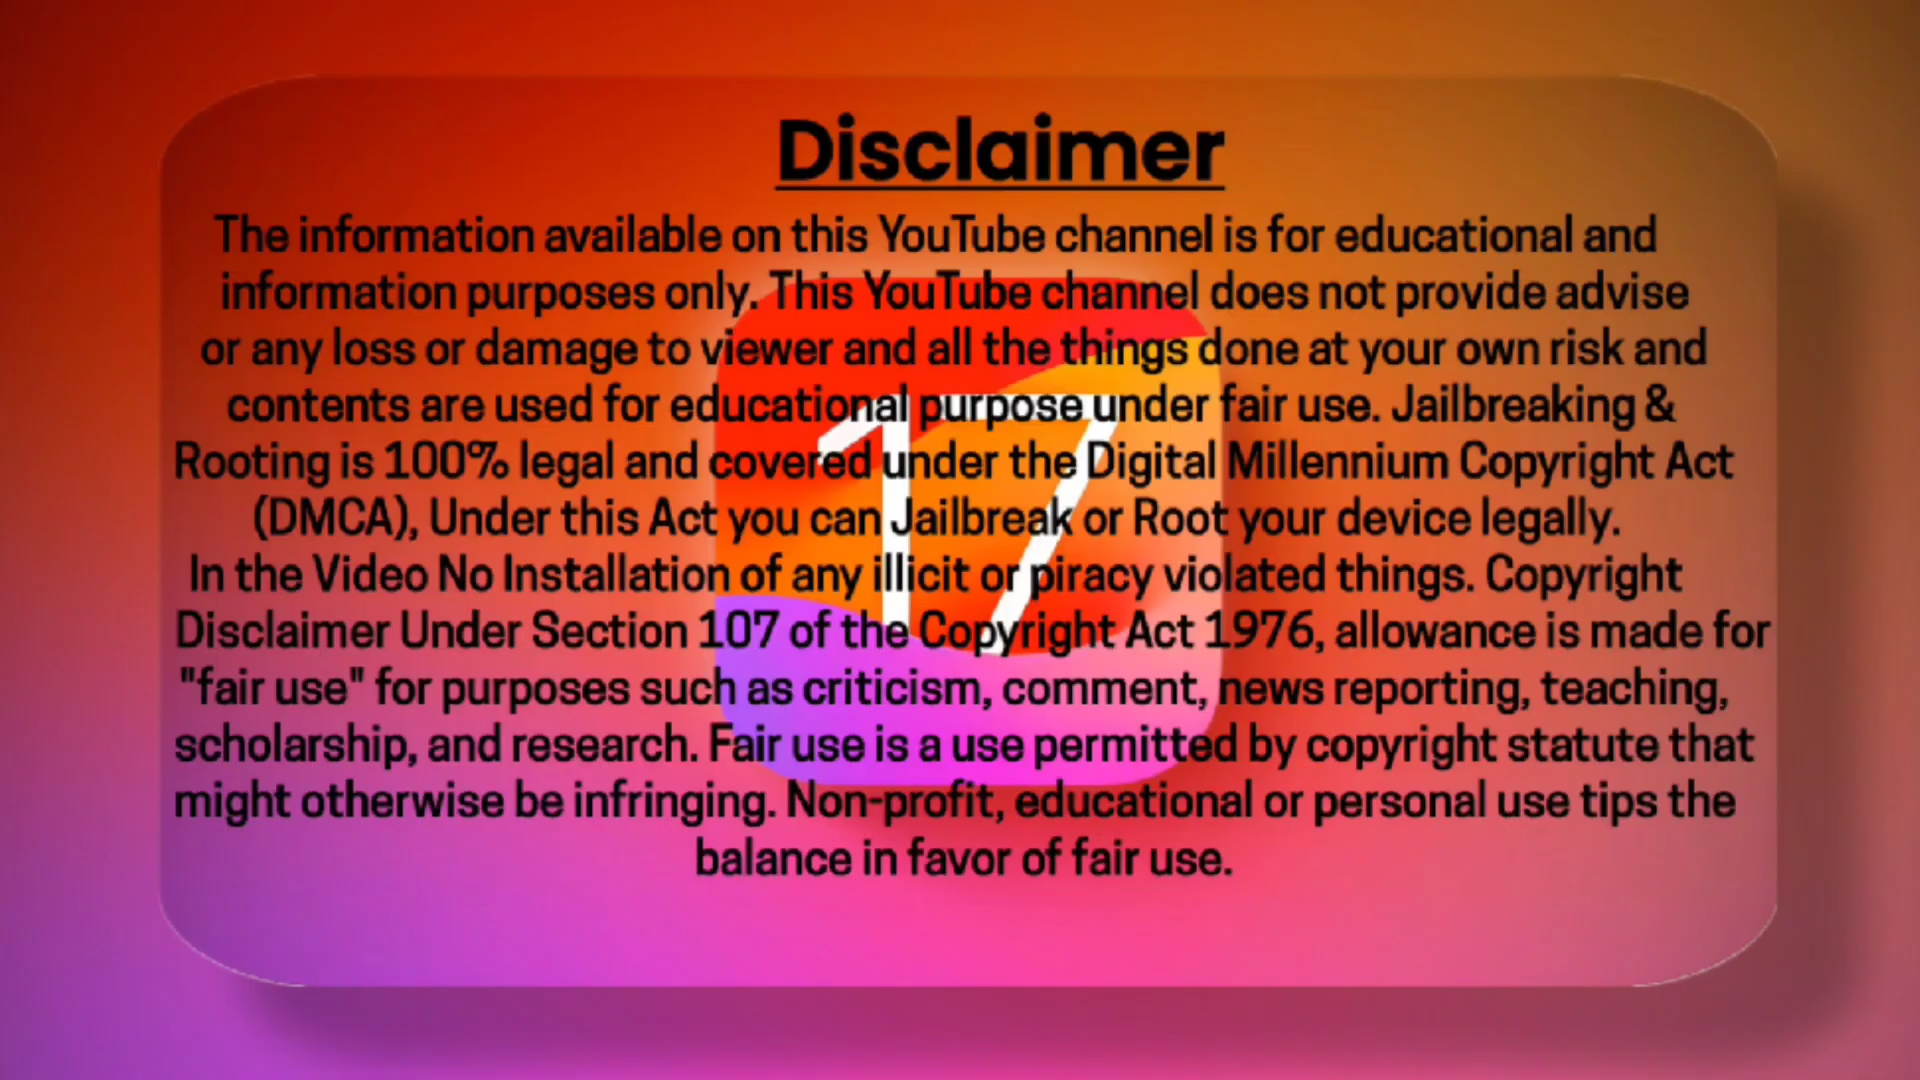 Disclaimer
The information available on this YouTube channel is for educational and
information purposes only. This YouTube channel does not provide advise
or any loss or damage to viewer and all the things done at your own risk and
contents are used for educational purpose under fair use. Jailbreaking &
Rooting is 100% legal and covered under the Digital Millennium Copyright Act
(DMCA), Under this Act you can Jailbreak or Root your device legally.
In the Video No Installation of any illicit or piracy violated things. Copyright
Disclaimer Under Section 107 of the Copyright Act 1976, allowance is made for
"fair use" for purposes such as criticism, comment, news reporting, teaching,
scholarship, and research. Fair use is a use permitted by copyright statute that
might otherwise be infringing. Non-profit, educational or personal use tips the
balance in favor of fair use.
17